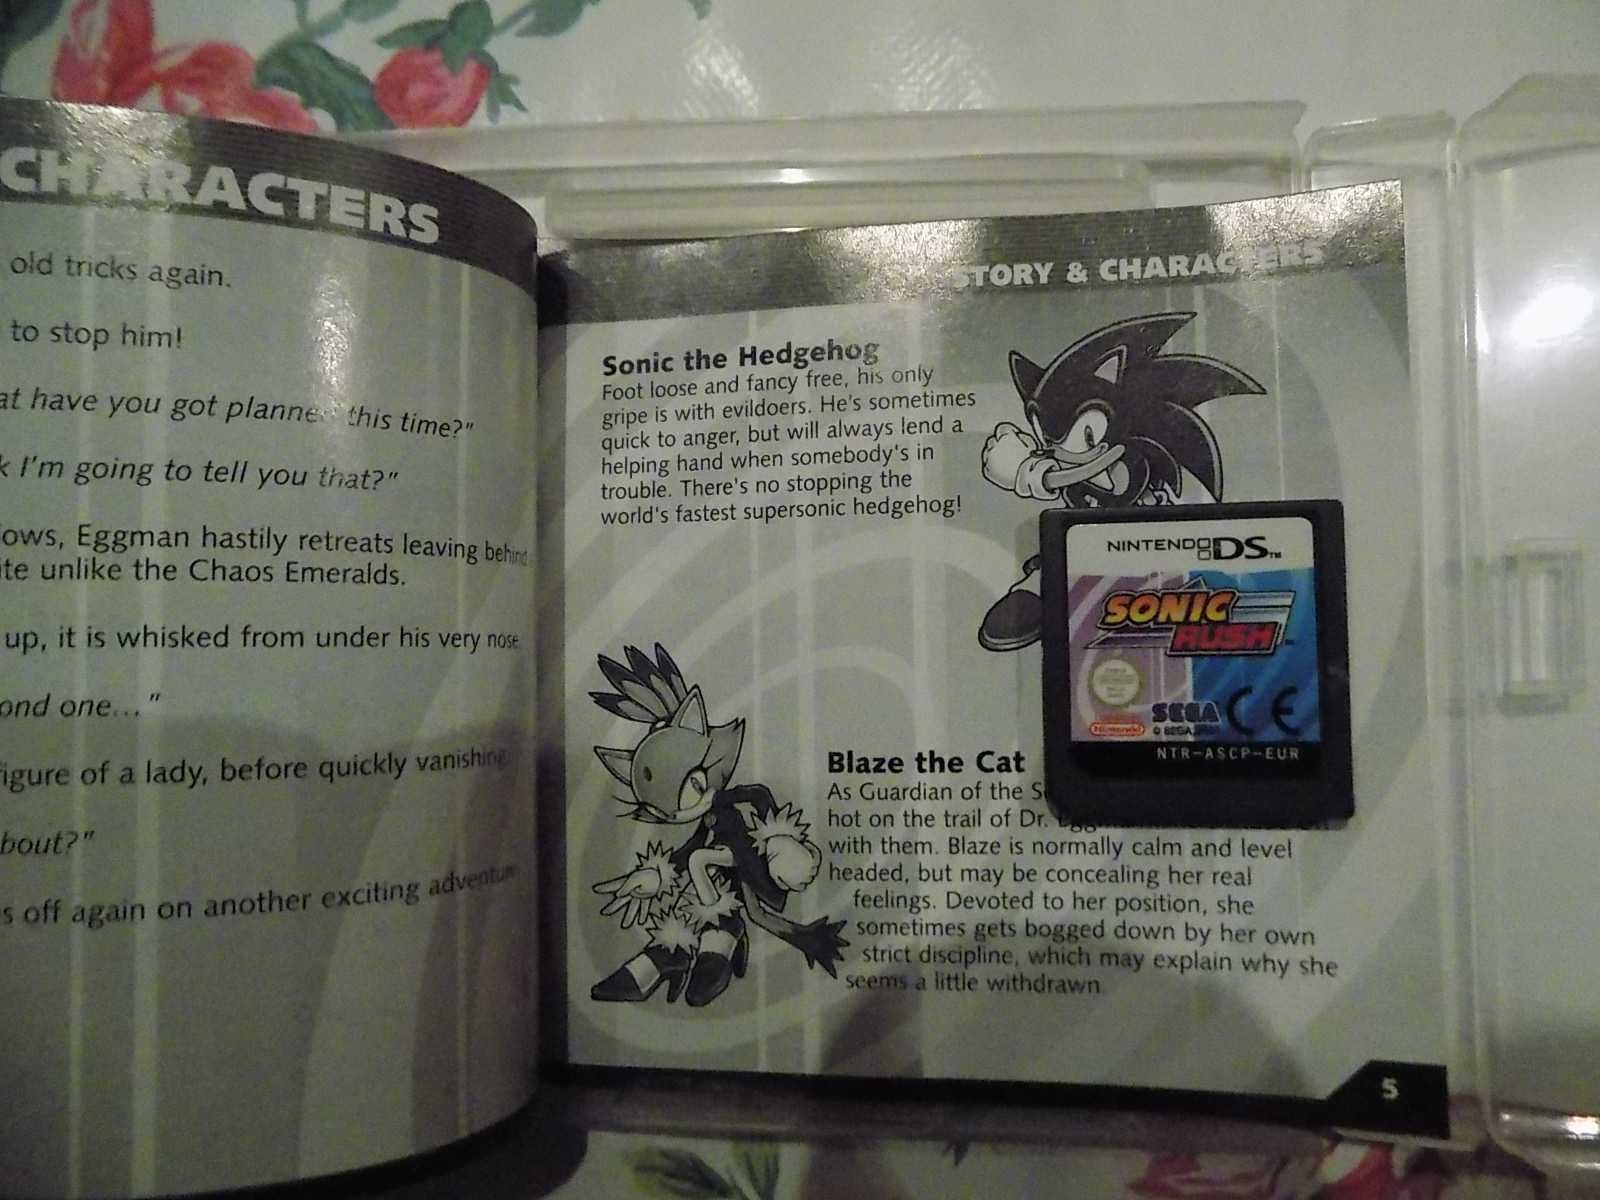 CHARACTERS
old tricks again.
to stop him!
at have you got planned this time?"
k I'm going to tell you that?"
ows, Eggman hastily retreats leaving behind
ite unlike the Chaos Emeralds.
up, it is whisked from under his very nose
ond one..."
igure of a lady, before quickly vanishing
bout?"
s off again on another exciting
STORY & CHARACTERS
Sonic the Hedgehog
Foot loose and fancy free, his only
gripe is with evildoers. He's sometimes
quick to anger, but will always lend a
helping hand when somebody's in
trouble. There's no stopping the
world's fastest supersonic hedgehog!
NINTENDO DS™
SONIC
RUSH™
SEGA CE
Nintendo © SEGA
NTR-ASCP-EUR
Blaze the Cat
As Guardian of the S
hot on the trail of Dr.
with them. Blaze is normally calm and level
headed, but may be concealing her real
feelings. Devoted to her position, she
sometimes gets bogged down by her own
strict discipline, which may explain why she
seems a little withdrawn.
5